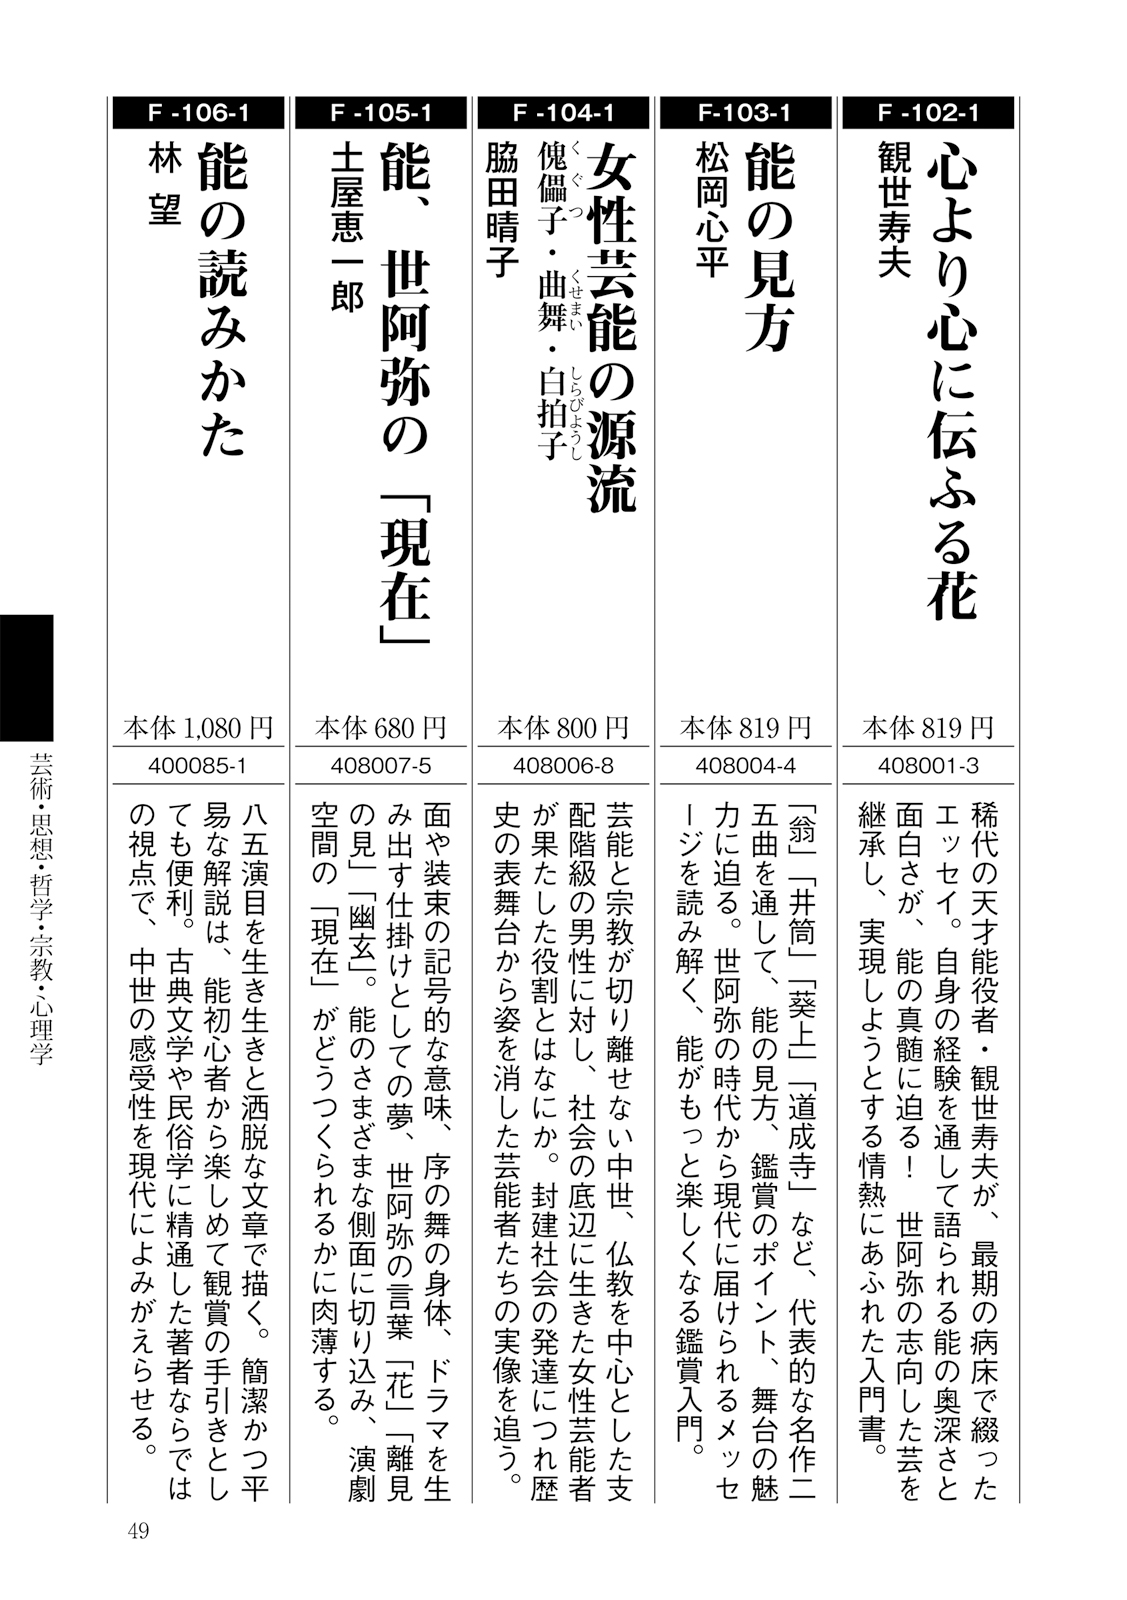 F -102-1
心より心に伝ふる花
観世寿夫
本体 819 円
408001-3
稀代の天才能役者・観世寿夫が、最期の病床で綴った
エッセイ。自身の経験を通して語られる能の奥深さと
面白さが、能の真髄に迫る！　世阿弥の志向した芸を
継承し、実現しようとする情熱にあふれた入門書。
F-103-1
能の見方
松岡心平
本体 819 円
408004-4
「翁」「井筒」「葵上」「道成寺」など、代表的な名作二
五曲を通して、能の見方、鑑賞のポイント、舞台の魅
力に迫る。世阿弥の時代から現代に届けられるメッセ
ージを読み解く、能がもっと楽しくなる鑑賞入門。
F -104-1
女性芸能の源流
くぐつ　くせまい　しらびょうし
傀儡子・曲舞・白拍子
脇田晴子
本体 800 円
408006-8
芸能と宗教が切り離せない中世、仏教を中心とした支
配階級の男性に対し、社会の底辺に生きた女性芸能者
が果たした役割とはなにか。封建社会の発達につれ歴
史の表舞台から姿を消した芸能者たちの実像を追う。
F -105-1
能、世阿弥の「現在」
土屋恵一郎
本体 680 円
408007-5
面や装束の記号的な意味、序の舞の身体、ドラマを生
み出す仕掛けとしての夢、世阿弥の言葉「花」「離見
の見」「幽玄」。能のさまざまな側面に切り込み、演劇
空間の「現在」がどうつくられるかに肉薄する。
F -106-1
能の読みかた
林 望
本体 1,080 円
400085-1
八五演目を生き生きと洒脱な文章で描く。簡潔かつ平
易な解説は、能初心者から楽しめて観賞の手引きとし
ても便利。古典文学や民俗学に精通した著者ならでは
の視点で、中世の感受性を現代によみがえらせる。
芸術・思想・哲学・宗教・心理学
49